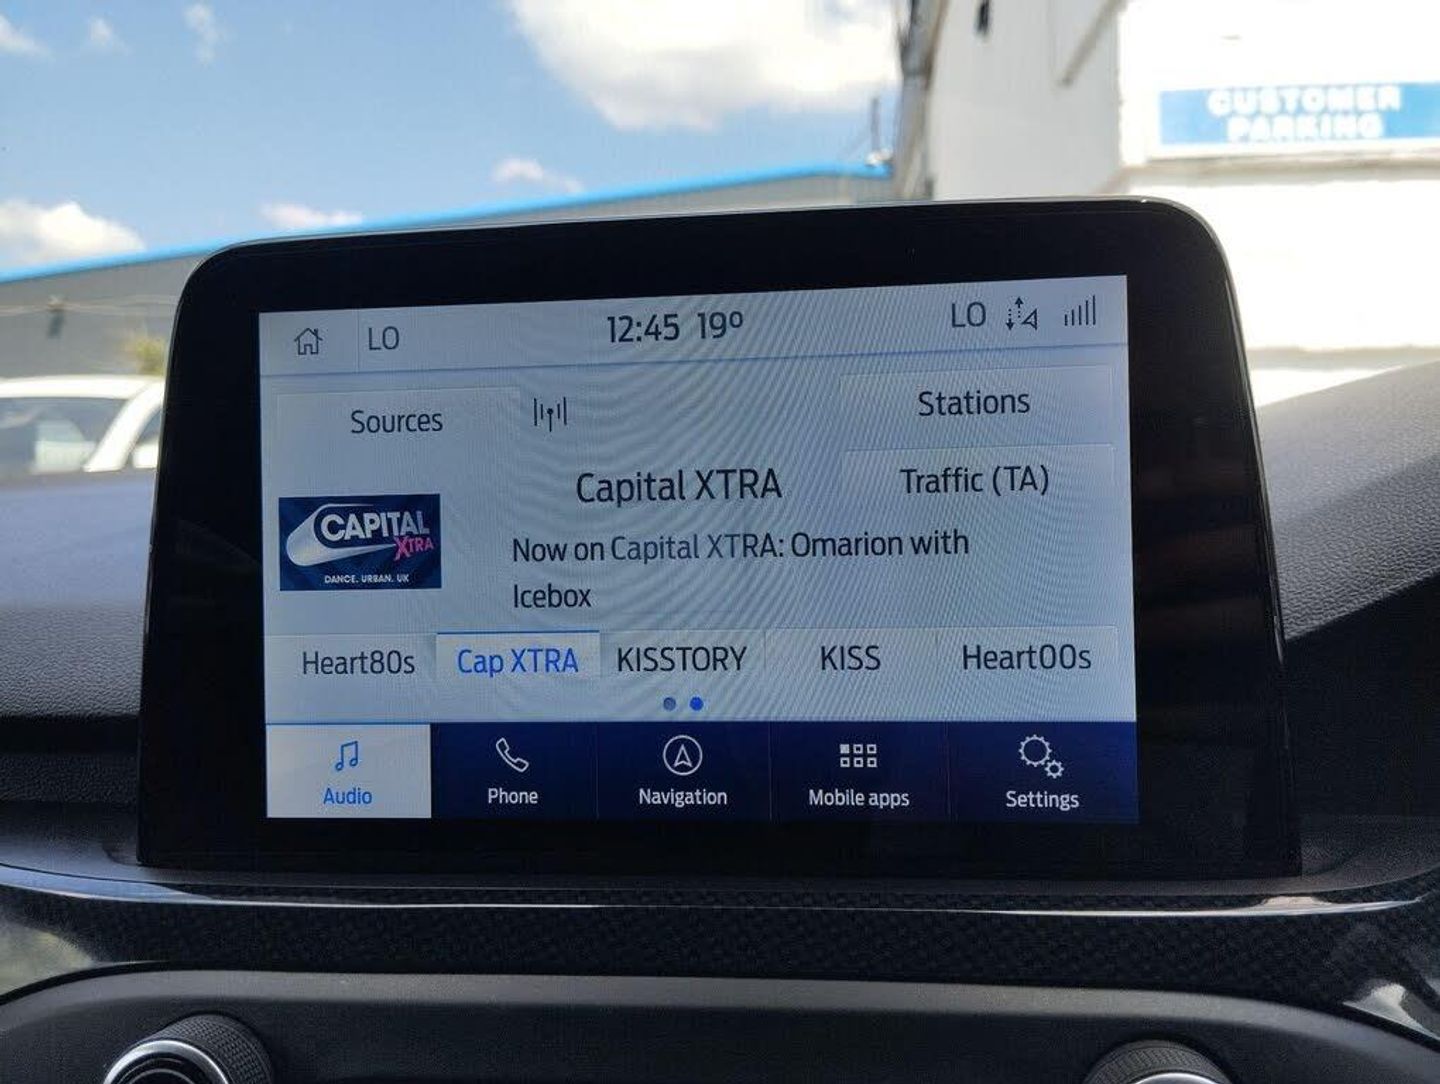 CUSTOMER
PARKING
LO
12:45 19º
LO
Sources
Stations
Capital XTRA
Traffic (TA)
CAPITAL
XTRA
DANCE. URBAN. UK
Now on Capital XTRA: Omarion with
Icebox
Heart80s
Cap XTRA
KISSTORY
KISS
Heart00s
Audio
Phone
Navigation
Mobile apps
Settings